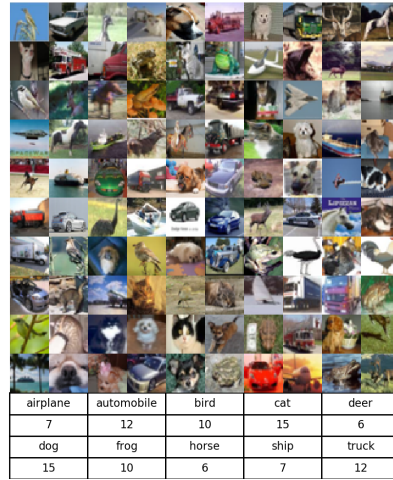 airplane automobile bird cat deer
7 12 10 15 6
dog frog horse ship truck
15 10 6 7 12